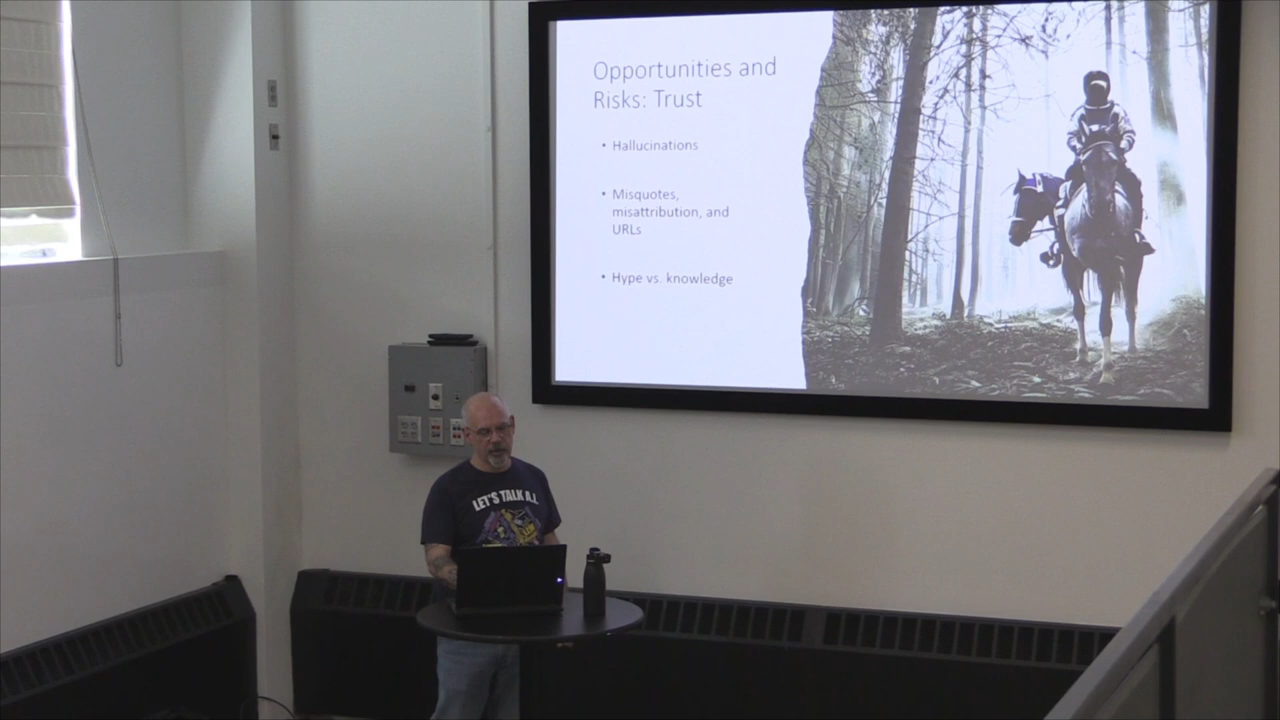 Opportunities and
Risks: Trust
• Hallucinations
• Misquotes,
misattribution, and
URLs
• Hype vs. knowledge
LET'S TALK A.I.